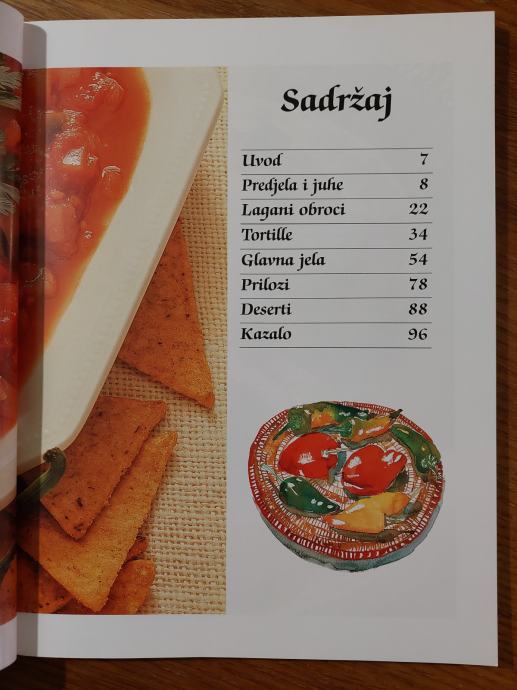 Sadržaj
Uvod 7
Predjela i juhe 8
Lagani obroci 22
Tortille 34
Glavna jela 54
Prilozi 78
Deserti 88
Kazalo 96